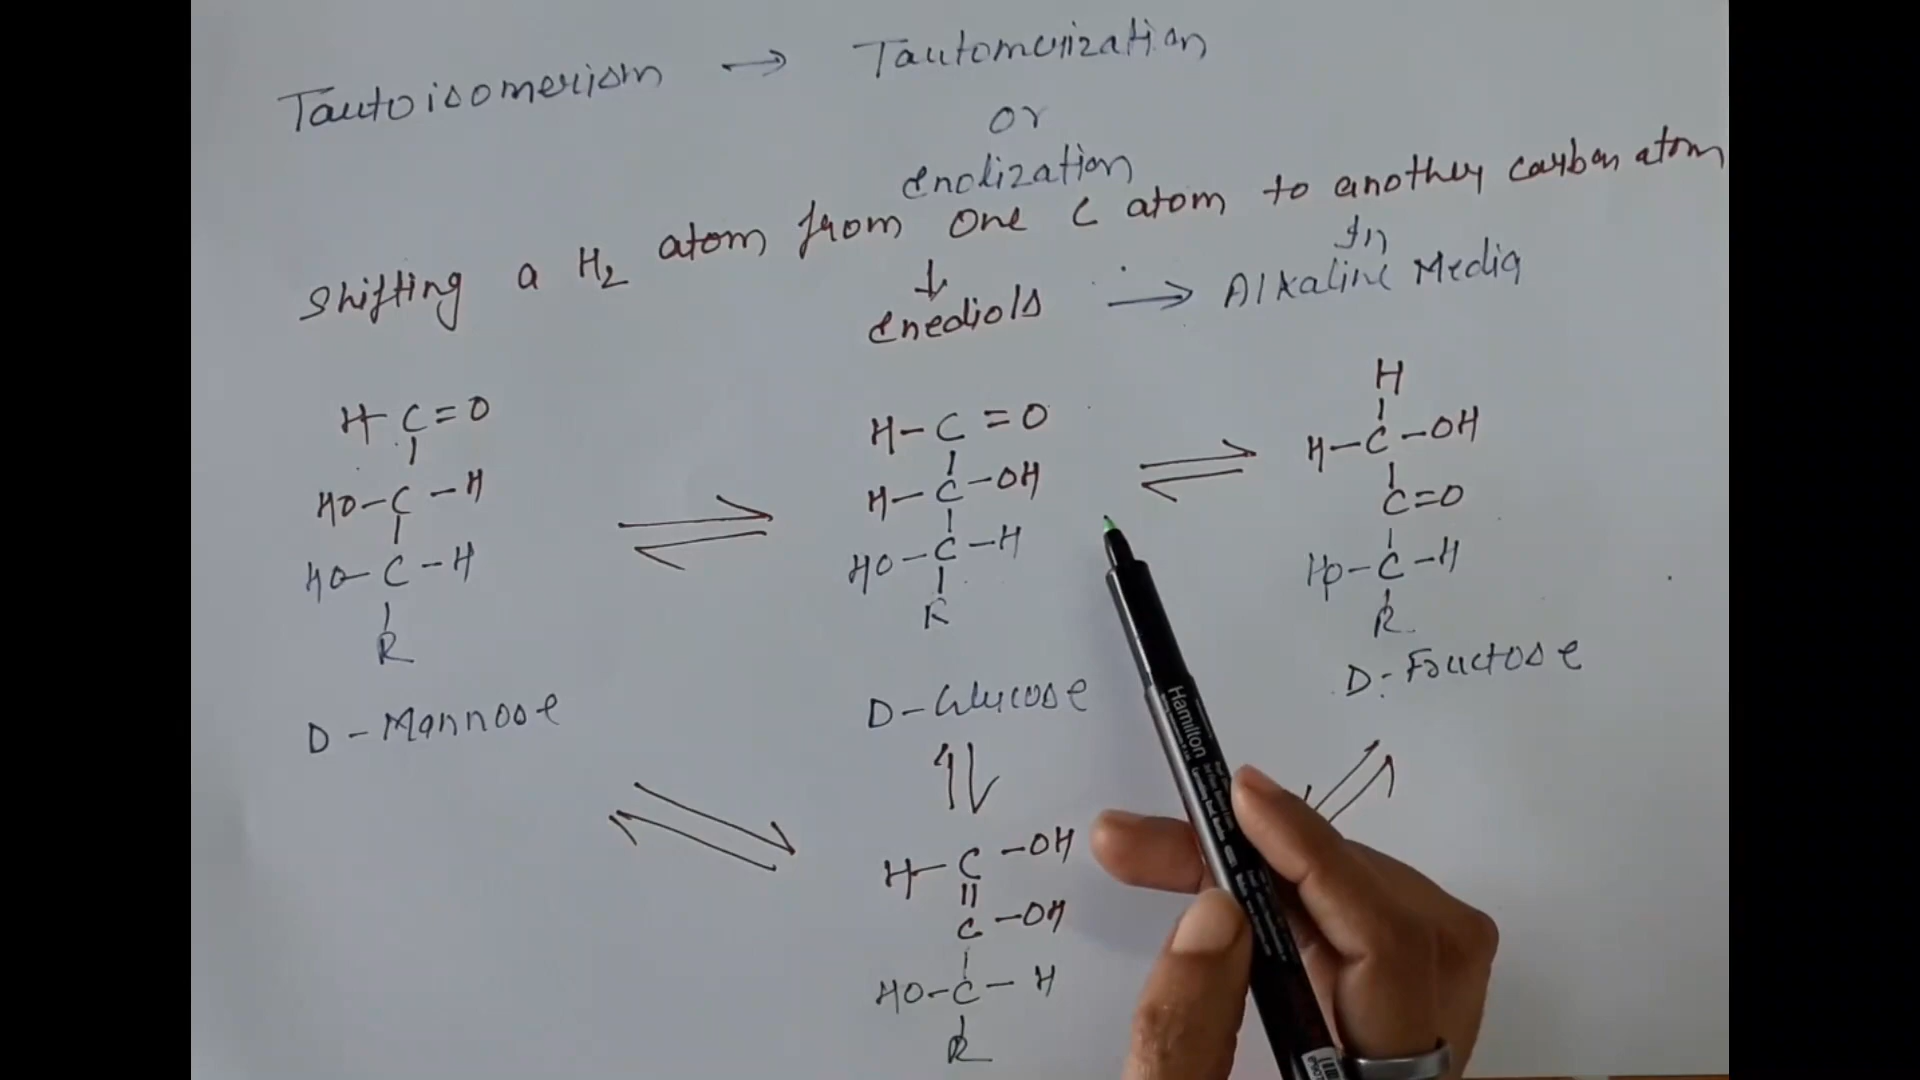 Tautoisomerism → Tautomerization
or
enolization
Shifting a H2 atom from one C atom to another carbon atom
↓ In
enediols → Alkaline Media
H-C=O
HO-C-H
HO-C-H
R
D-Mannose
H-C=O
H-C-OH
HO-C-H
R
D-Glucose
H
H-C-OH
C=O
HO-C-H
R
D-Fructose
H-C-OH
C-OH
HO-C-H
R
Hamilton